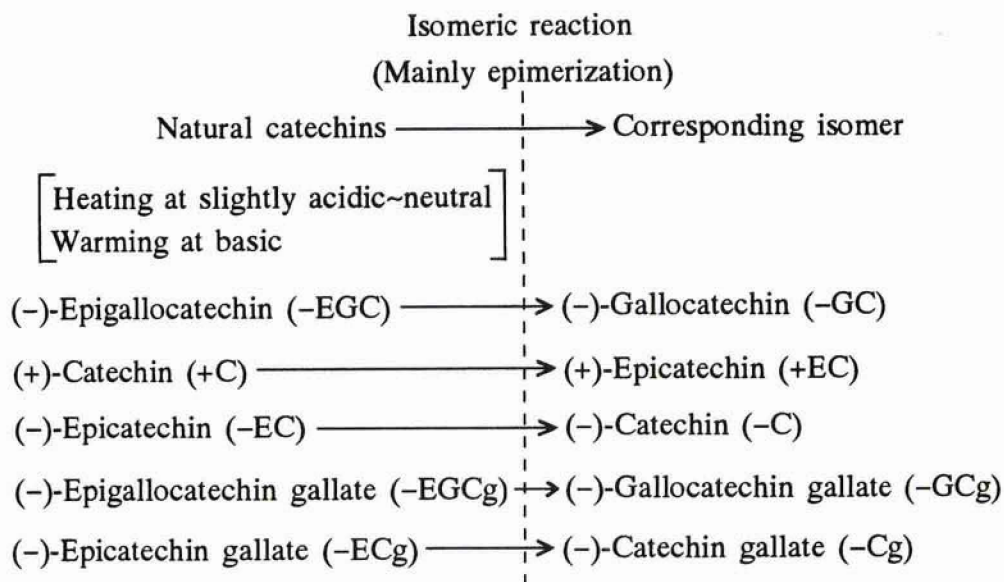 Isomeric reaction
(Mainly epimerization)
Natural catechins Corresponding isomer
Heating at slightly acidic~neutral
Warming at basic
(−)-Epigallocatechin (−EGC) (−)-Gallocatechin (−GC)
(+)-Catechin (+C) (+)-Epicatechin (+EC)
(−)-Epicatechin (−EC) (−)-Catechin (−C)
(−)-Epigallocatechin gallate (−EGCg) (−)-Gallocatechin gallate (−GCg)
(−)-Epicatechin gallate (−ECg) (−)-Catechin gallate (−Cg)